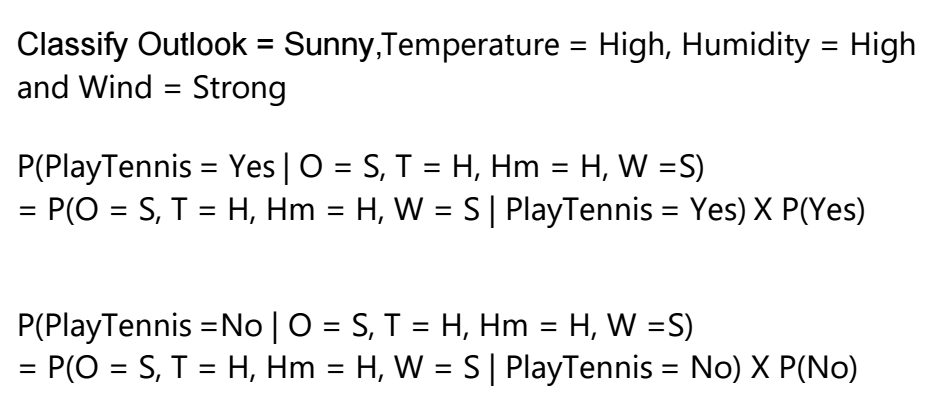 Classify Outlook = Sunny,Temperature = High, Humidity = High
and Wind = Strong
P(PlayTennis = Yes | O = S, T = H, Hm = H, W =S)
= P(O = S, T = H, Hm = H, W = S | PlayTennis = Yes) X P(Yes)
P(PlayTennis =No | O = S, T = H, Hm = H, W =S)
= P(O = S, T = H, Hm = H, W = S | PlayTennis = No) X P(No)